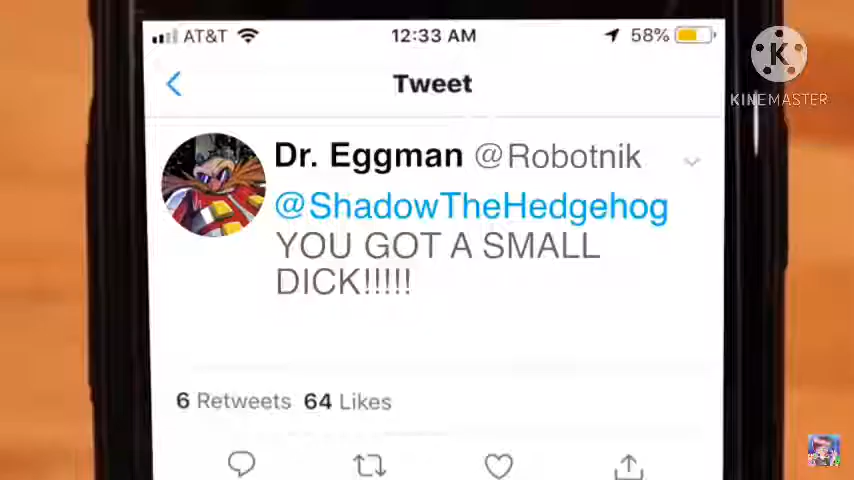 AT&T 12:33 AM 58%
KINEMASTER
K
Tweet
Dr. Eggman @Robotnik
@ShadowTheHedgehog
YOU GOT A SMALL
DICK!!!!!
6 Retweets 64 Likes